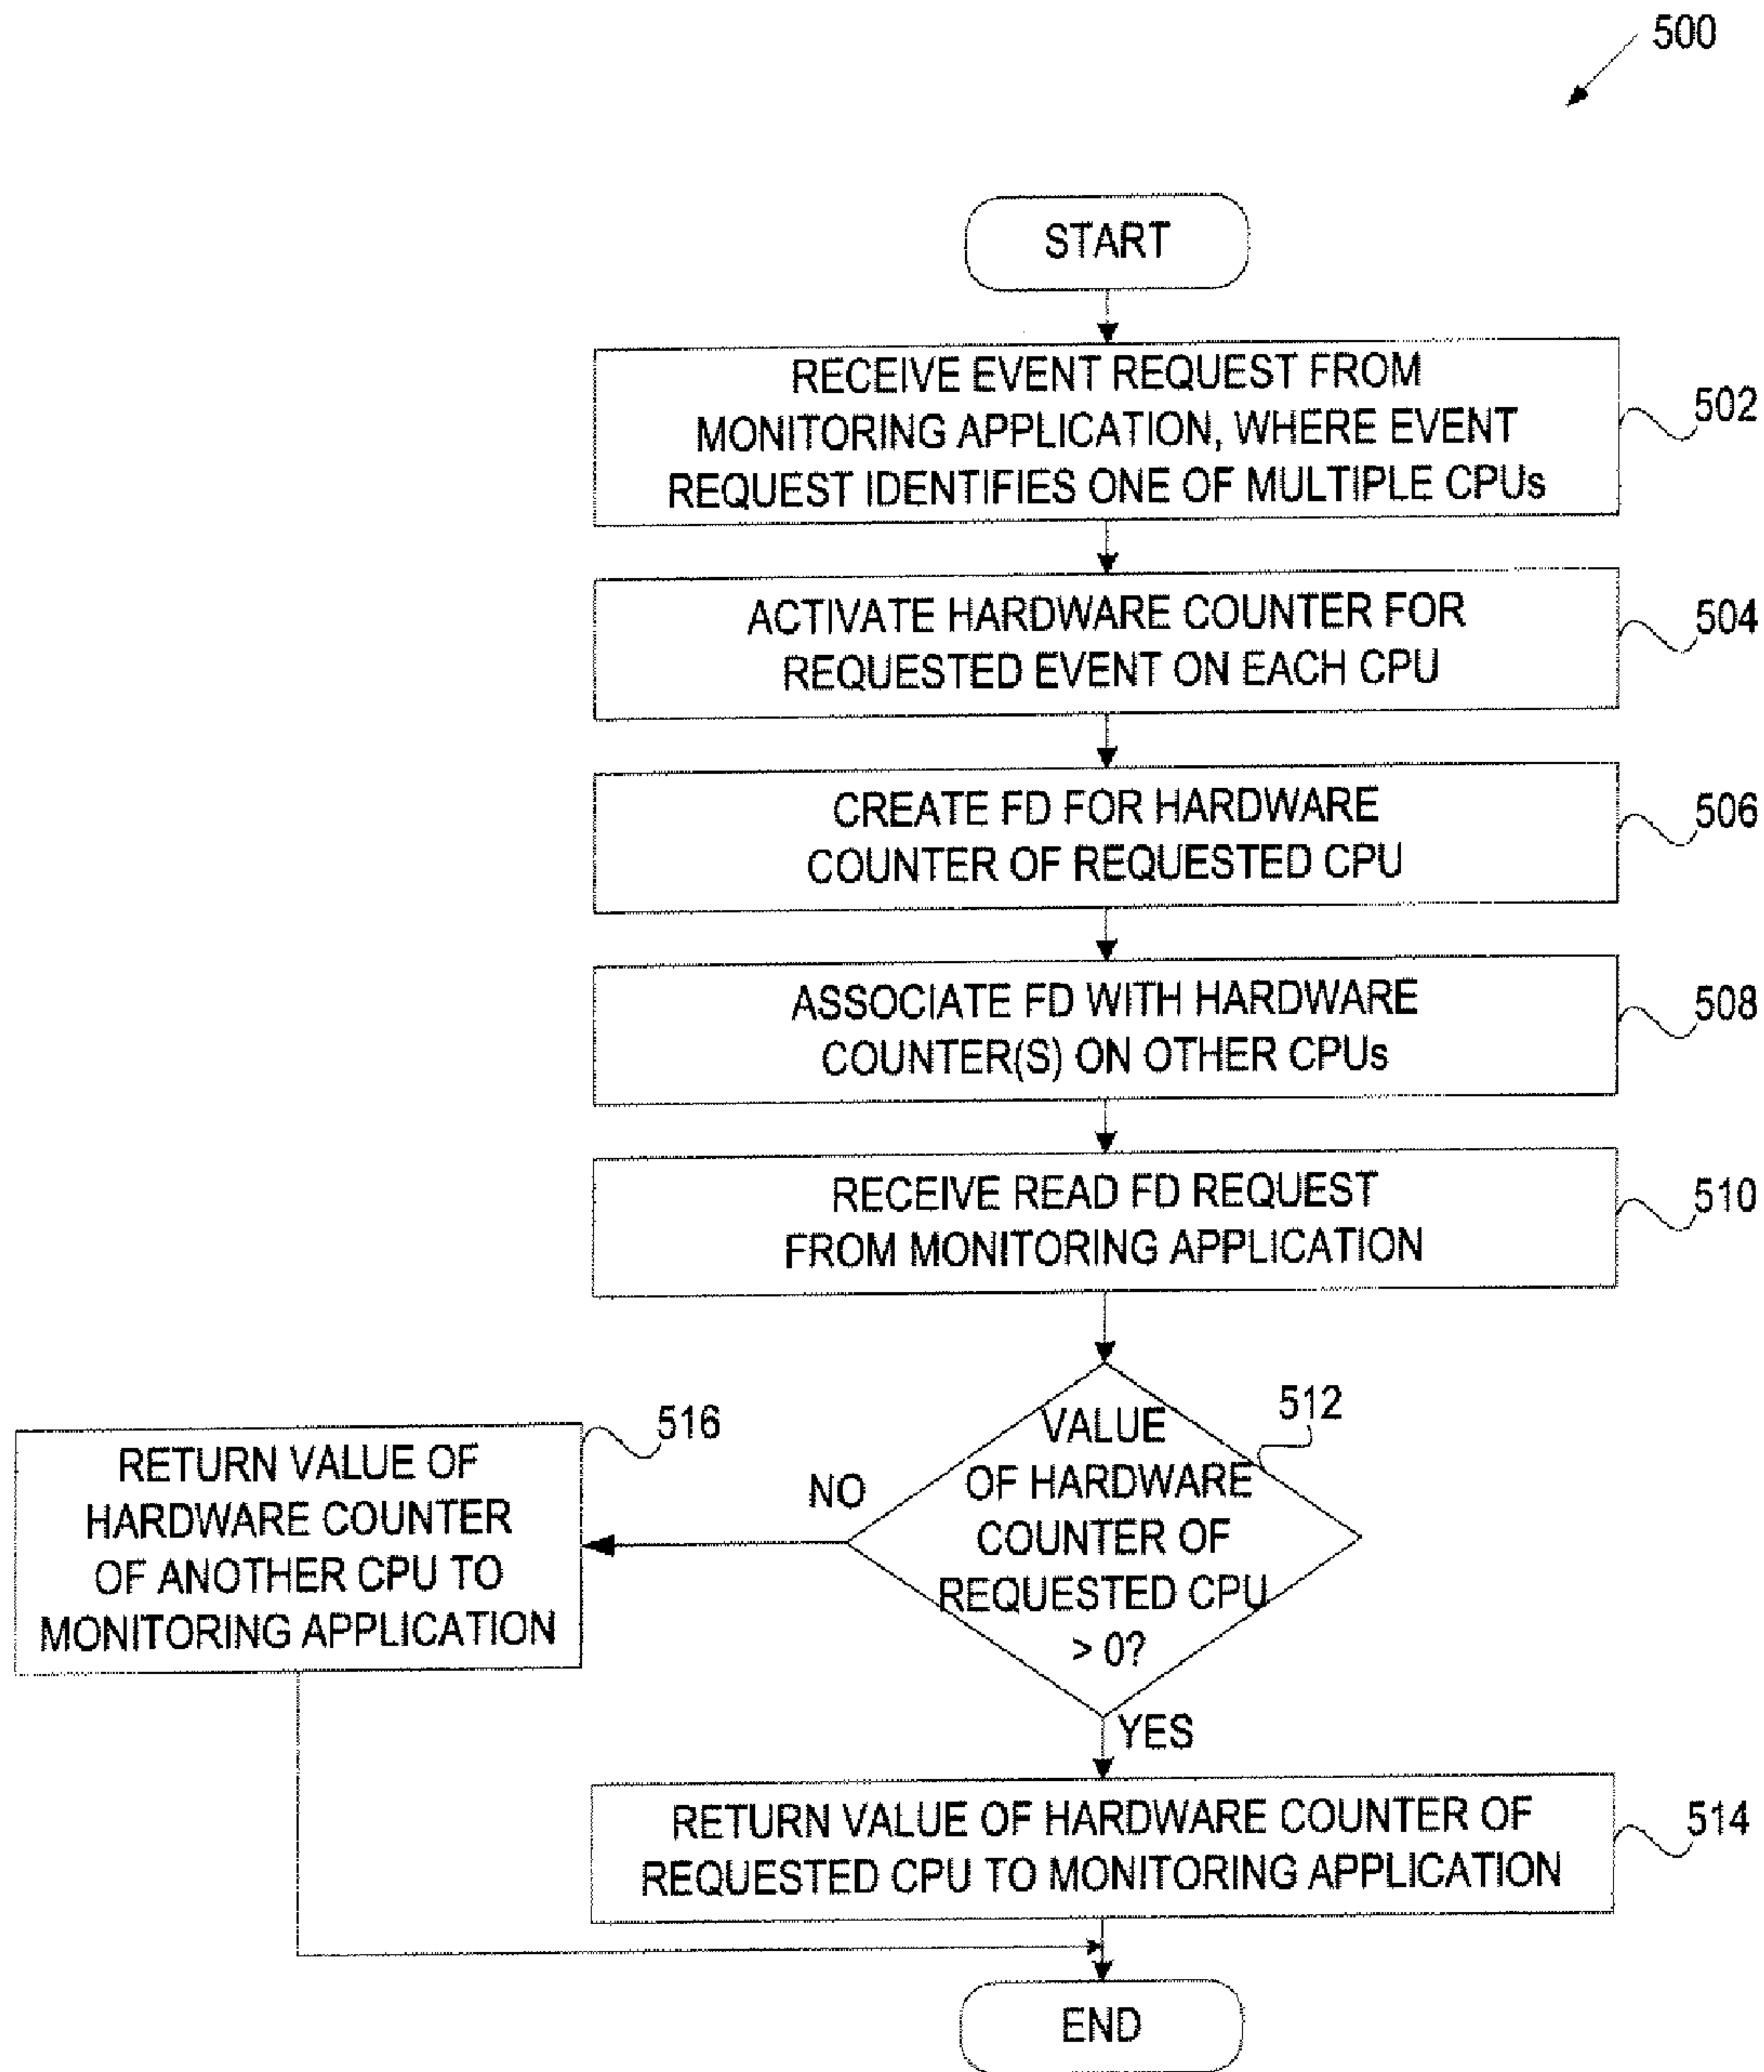 500
START
RECEIVE EVENT REQUEST FROM
MONITORING APPLICATION, WHERE EVENT
REQUEST IDENTIFIES ONE OF MULTIPLE CPUs
502
ACTIVATE HARDWARE COUNTER FOR
REQUESTED EVENT ON EACH CPU
504
CREATE FD FOR HARDWARE
COUNTER OF REQUESTED CPU
506
ASSOCIATE FD WITH HARDWARE
COUNTER(S) ON OTHER CPUs
508
RECEIVE READ FD REQUEST
FROM MONITORING APPLICATION
510
VALUE
OF HARDWARE
COUNTER OF
REQUESTED CPU
> 0?
512
NO
RETURN VALUE OF
HARDWARE COUNTER
OF ANOTHER CPU TO
MONITORING APPLICATION
516
YES
RETURN VALUE OF HARDWARE COUNTER OF
REQUESTED CPU TO MONITORING APPLICATION
514
END